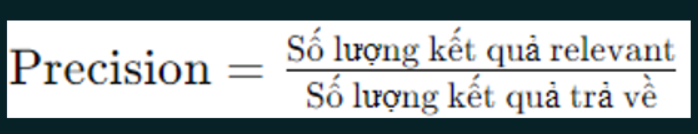 Precision = Số lượng kết quả relevant
Số lượng kết quả trả về